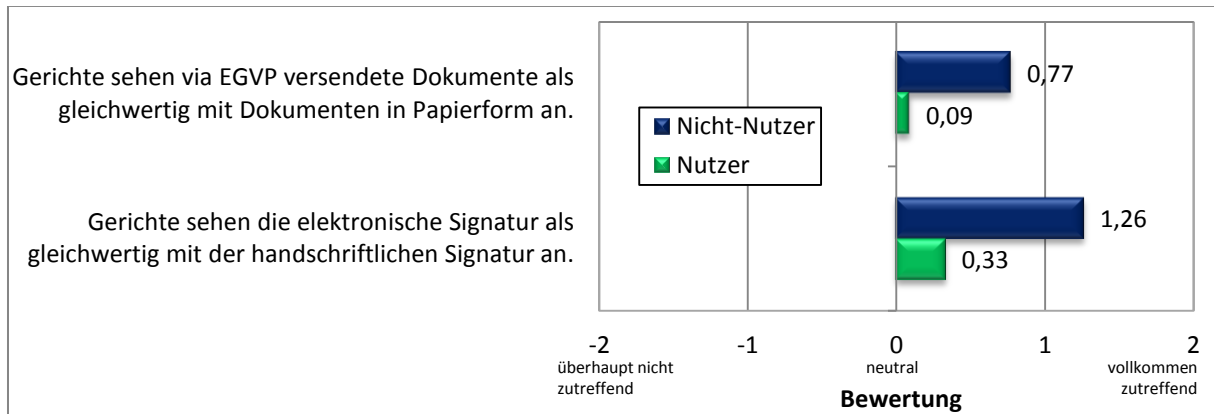 Gerichte sehen via EGVP versendete Dokumente als
gleichwertig mit Dokumenten in Papierform an.
0,77
0,09
Nicht-Nutzer
Nutzer
Gerichte sehen die elektronische Signatur als
gleichwertig mit der handschriftlichen Signatur an.
1,26
0,33
-2 -1 0 1 2
überhaupt nicht neutral vollkommen
zutreffend zutreffend
Bewertung